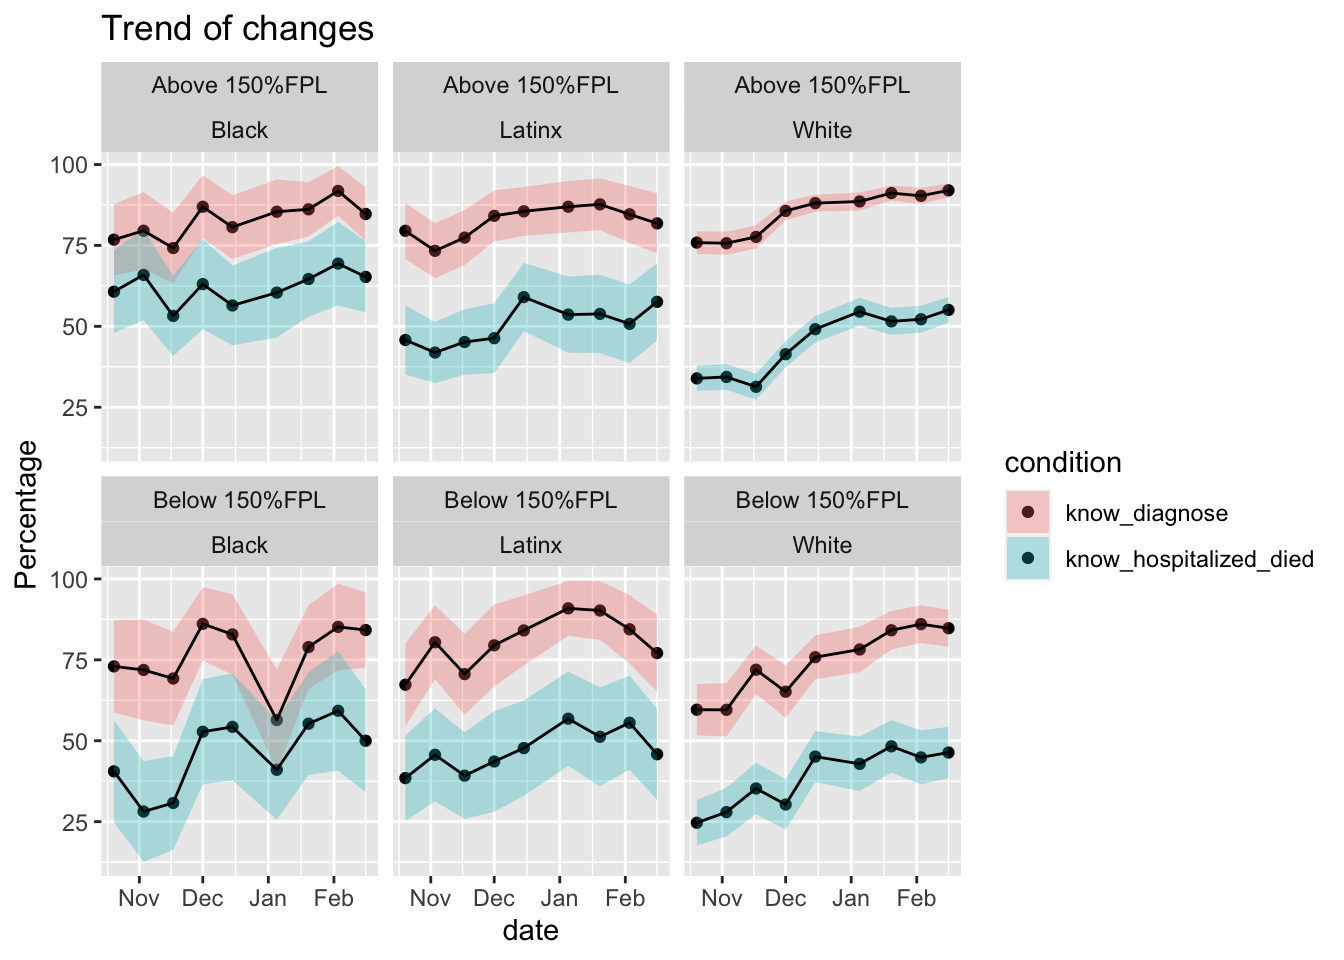 Trend of changes
Above 150%FPL
Above 150%FPL
Above 150%FPL
Black
Latinx
White
100
75
50
25
Percentage
Below 150%FPL
Below 150%FPL
Below 150%FPL
Black
Latinx
White
100
75
50
25
Nov Dec Jan Feb
Nov Dec Jan Feb
Nov Dec Jan Feb
date
condition
know_diagnose
know_hospitalized_died